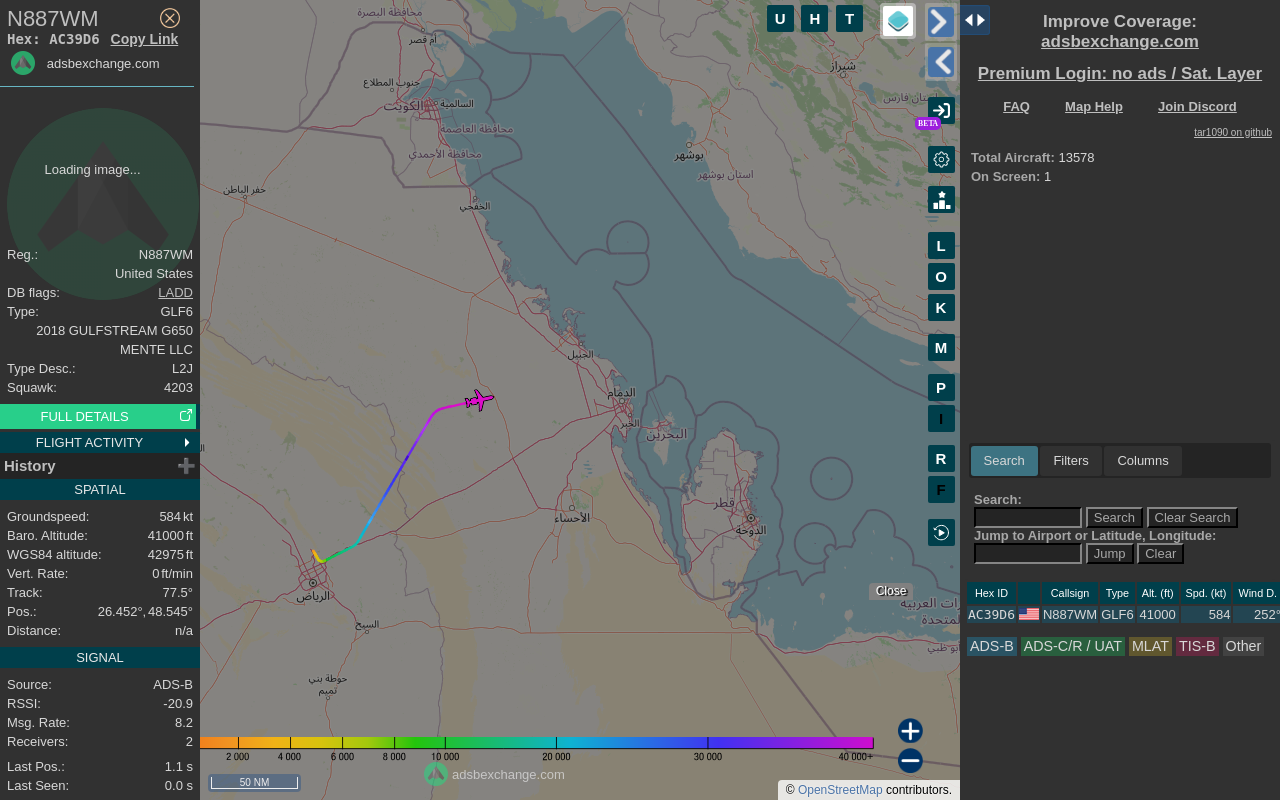 N887WM
Hex: AC39D6 Copy Link
adsbexchange.com
Loading image...
Reg.: N887WM
United States
DB flags: LADD
Type: GLF6
2018 GULFSTREAM G650
MENTE LLC
Type Desc.: L2J
Squawk: 4203
FULL DETAILS
FLIGHT ACTIVITY
History
SPATIAL
Groundspeed: 584 kt
Baro. Altitude: 41000 ft
WGS84 altitude: 42975 ft
Vert. Rate: 0 ft/min
Track: 77.5°
Pos.: 26.452°, 48.545°
Distance: n/a
SIGNAL
Source: ADS-B
RSSI: -20.9
Msg. Rate: 8.2
Receivers: 2
Last Pos.: 1.1 s
Last Seen: 0.0 s
محافظة البصرة
أم قصر
جنوب المطلاع
الكويت
السالمية
محافظة العاصمة
محافظة الأحمدي
حفر الباطن
الخفجي
شیراز
استان فارس
بوشهر
استان بوشهر
الجبيل
الدمام
الخبر
البحرين
قطر
الدوحة
الأحساء
الرياض
السيح
حوطة بني
تميم
المتحدة
U H T
BETA
L
O
K
M
P
I
R
F
Close
2 000 4 000 6 000 8 000 10 000 20 000 30 000 40 000+
50 NM
adsbexchange.com
© OpenStreetMap contributors.
Improve Coverage:
adsbexchange.com
Premium Login: no ads / Sat. Layer
FAQ Map Help Join Discord
tar1090 on github
Total Aircraft: 13578
On Screen: 1
Search Filters Columns
Search:
Search Clear Search
Jump to Airport or Latitude, Longitude:
Jump Clear
Hex ID Callsign Type Alt. (ft) Spd. (kt) Wind D.
AC39D6 N887WM GLF6 41000 584 252°
ADS-B ADS-C/R / UAT MLAT TIS-B Other